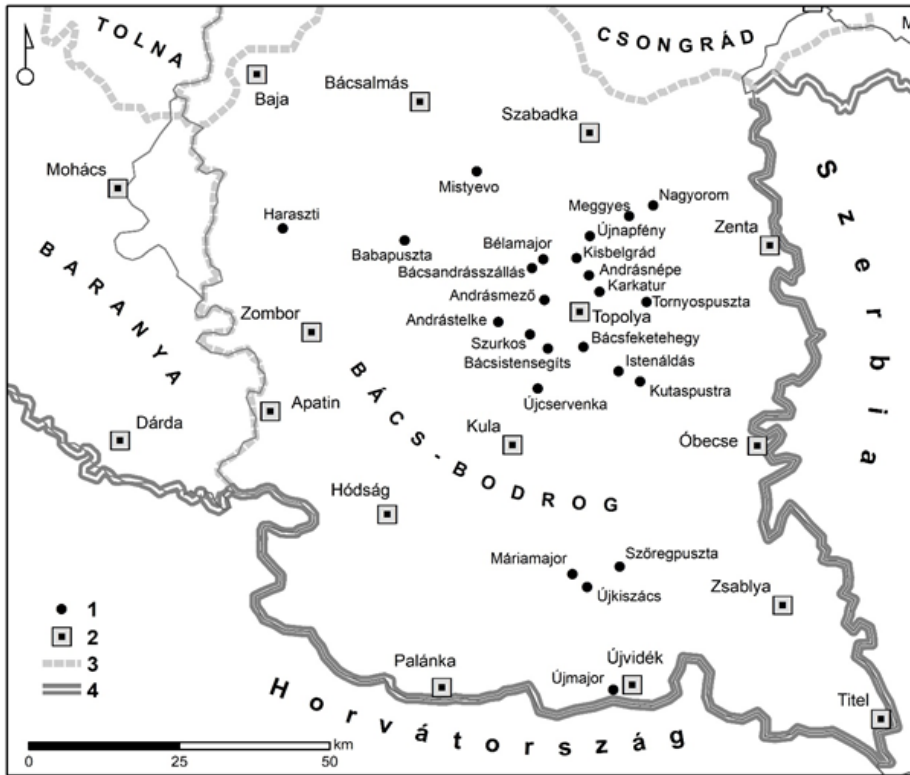 TOLNA
CSONGRÁD
M
Baja
Bácsalmás
Szabadka
Mohács
Mistyevo
Nagyorom
Meggyes
Haraszti
Újnapfény
Zenta
Babapuszta
Bélamajor
Kisbelgrád
Bácsandrásszállás
Andrásnépe
Karkatur
Andrásmező
Tornyospuszta
Zombor
Topolya
Andrástelke
Szurkos
Bácsfeketehegy
Bácsistensegíts
Istenáldás
Kutaspustra
Újcservenka
BARANYA
Szerbia
BÁCS-BODROG
Apatin
Dárda
Kula
Óbecse
Hódság
Máriamajor
Szőregpuszta
Újkiszács
Zsablya
1
2
3
4
Palánka
Újmajor
Újvidék
Titel
Horvátország
0 25 50 km